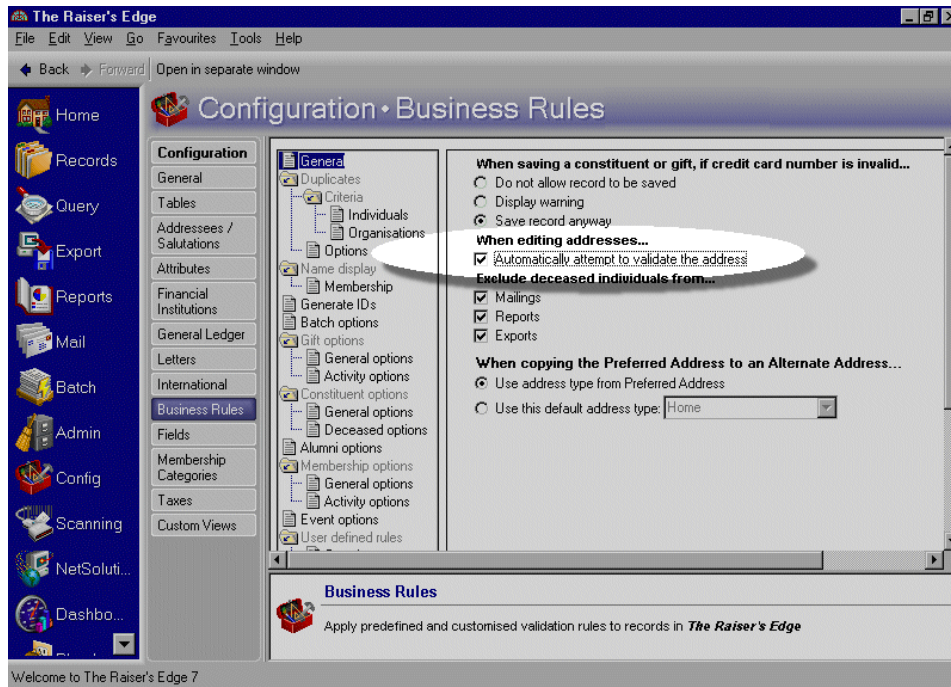 The Raiser's Edge
File Edit View Go Favourites Tools Help
Back Forward Open in separate window
Configuration · Business Rules
Home
Records
Query
Export
Reports
Mail
Batch
Admin
Config
Scanning
NetSoluti...
Dashbo...
Configuration
General
Tables
Addressees /
Salutations
Attributes
Financial
Institutions
General Ledger
Letters
International
Business Rules
Fields
Membership
Categories
Taxes
Custom Views
General
Duplicates
Criteria
Individuals
Organisations
Options
Name display
Membership
Generate IDs
Batch options
Gift options
General options
Activity options
Constituent options
General options
Deceased options
Alumni options
Membership options
General options
Activity options
Event options
User defined rules
When saving a constituent or gift, if credit card number is invalid...
Do not allow record to be saved
Display warning
Save record anyway
When editing addresses...
Automatically attempt to validate the address
Exclude deceased individuals from...
Mailings
Reports
Exports
When copying the Preferred Address to an Alternate Address...
Use address type from Preferred Address
Use this default address type: Home
Business Rules
Apply predefined and customised validation rules to records in The Raiser's Edge
Welcome to The Raiser's Edge 7